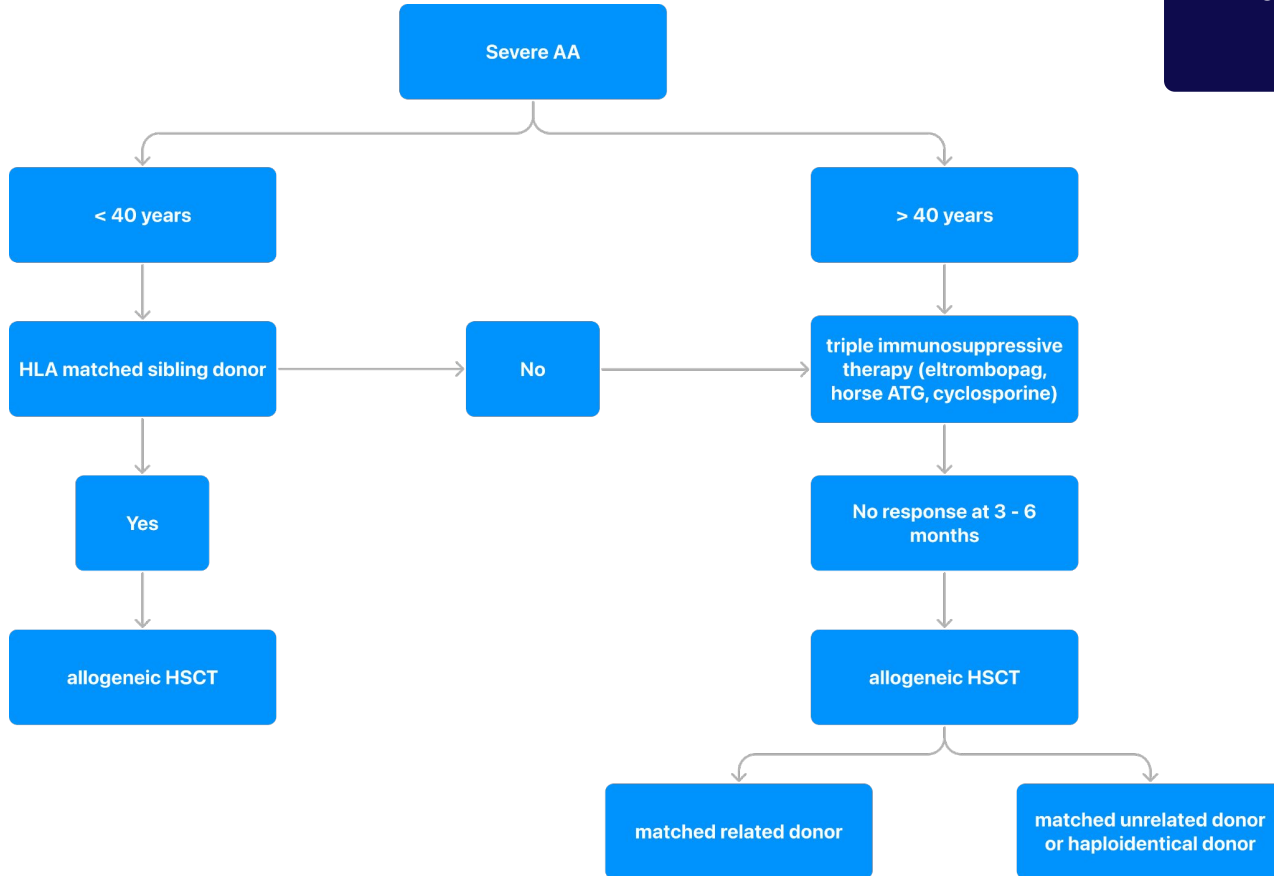 Severe AA
< 40 years
> 40 years
HLA matched sibling donor
No
triple immunosuppressive
therapy (eltrombopag,
horse ATG, cyclosporine)
Yes
No response at 3 - 6
months
allogeneic HSCT
allogeneic HSCT
matched related donor
matched unrelated donor
or haploidentical donor